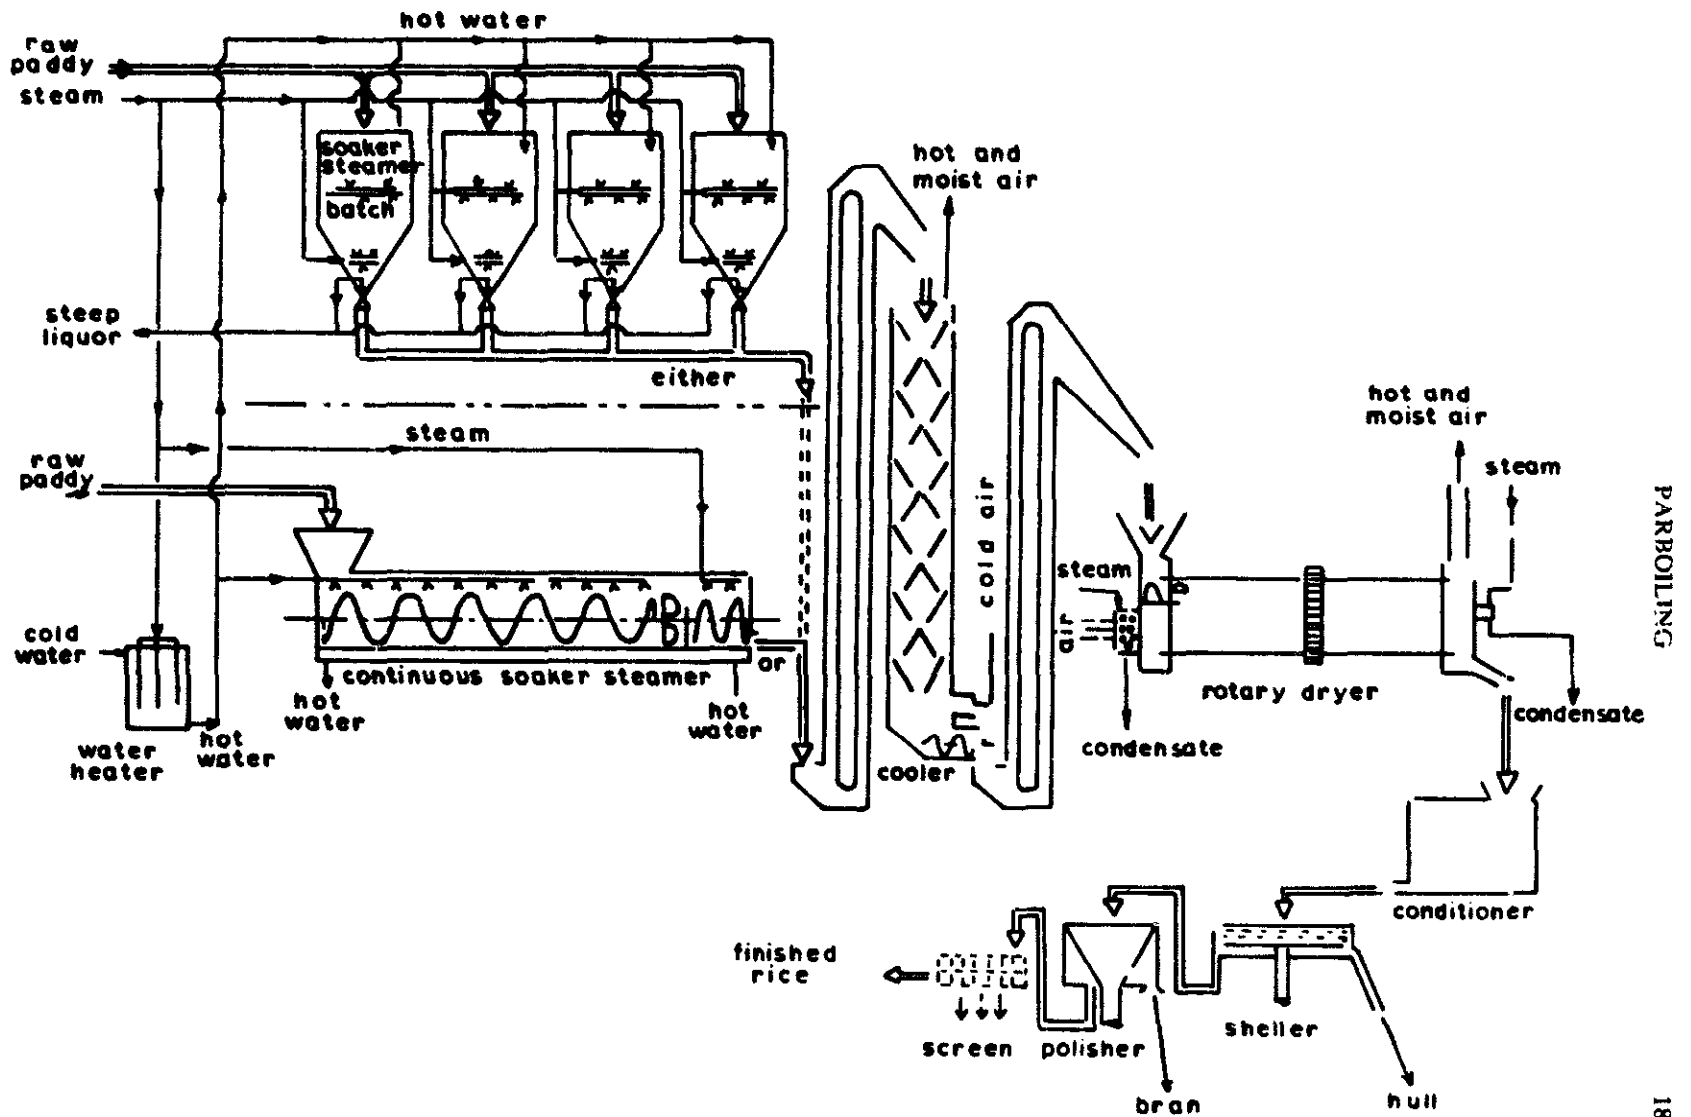 hot water
raw
paddy
steam
soaker
steamer
batch
hot and
moist air
steep
liquor
either
steam
raw
paddy
hot and
moist air
steam
PARBOILING
cold air
steam
air
cold
water
or
continuous soaker steamer
hot
water
hot
water
rotary dryer
condensate
water
heater
hot
water
cooler
condensate
conditioner
finished
rice
sheller
screen
polisher
bran
hull
18